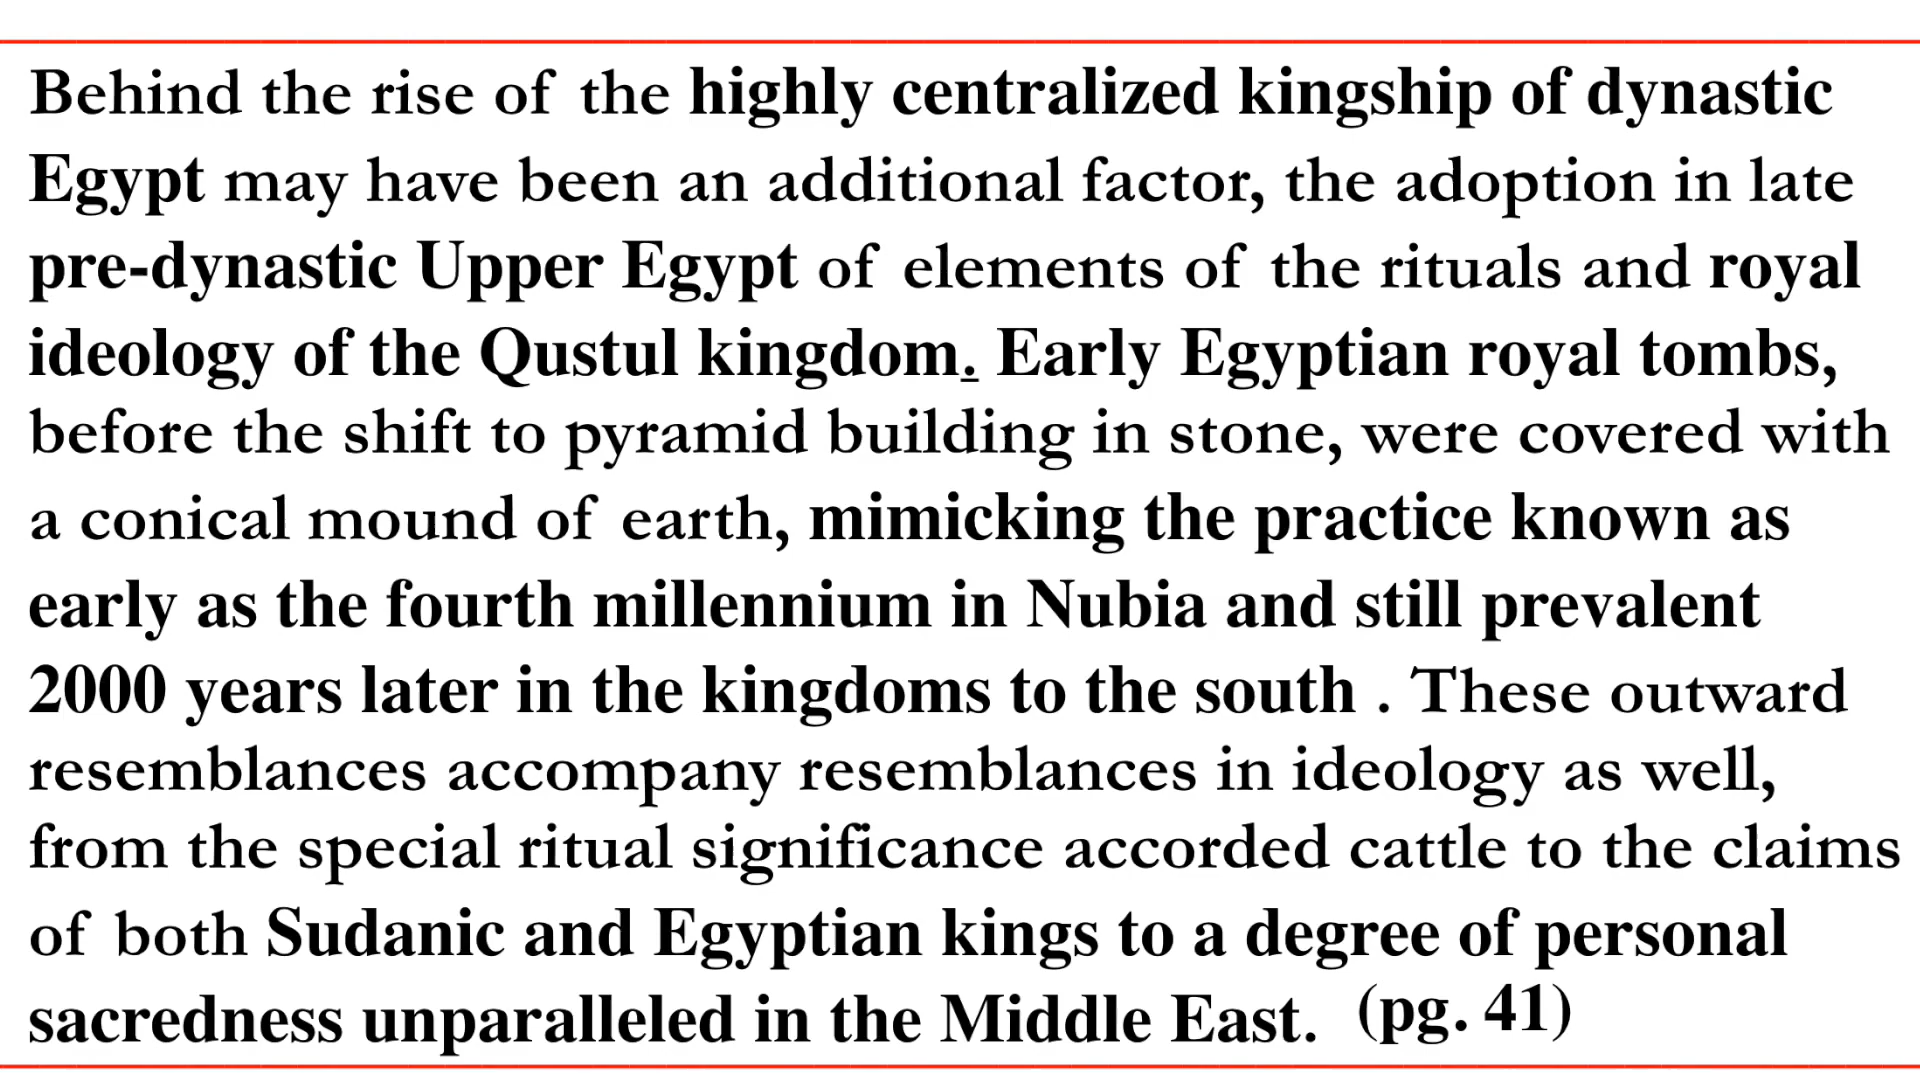 Behind the rise of the highly centralized kingship of dynastic
Egypt may have been an additional factor, the adoption in late
pre-dynastic Upper Egypt of elements of the rituals and royal
ideology of the Qustul kingdom. Early Egyptian royal tombs,
before the shift to pyramid building in stone, were covered with
a conical mound of earth, mimicking the practice known as
early as the fourth millennium in Nubia and still prevalent
2000 years later in the kingdoms to the south . These outward
resemblances accompany resemblances in ideology as well,
from the special ritual significance accorded cattle to the claims
of both Sudanic and Egyptian kings to a degree of personal
sacredness unparalleled in the Middle East. (pg. 41)